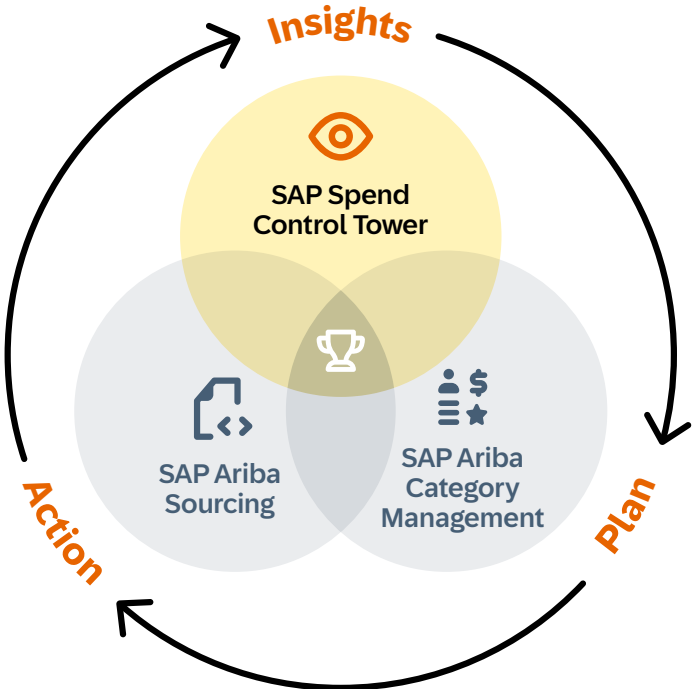 Insights
SAP Spend
Control Tower
SAP Ariba
Sourcing
SAP Ariba
Category
Management
Action
Plan